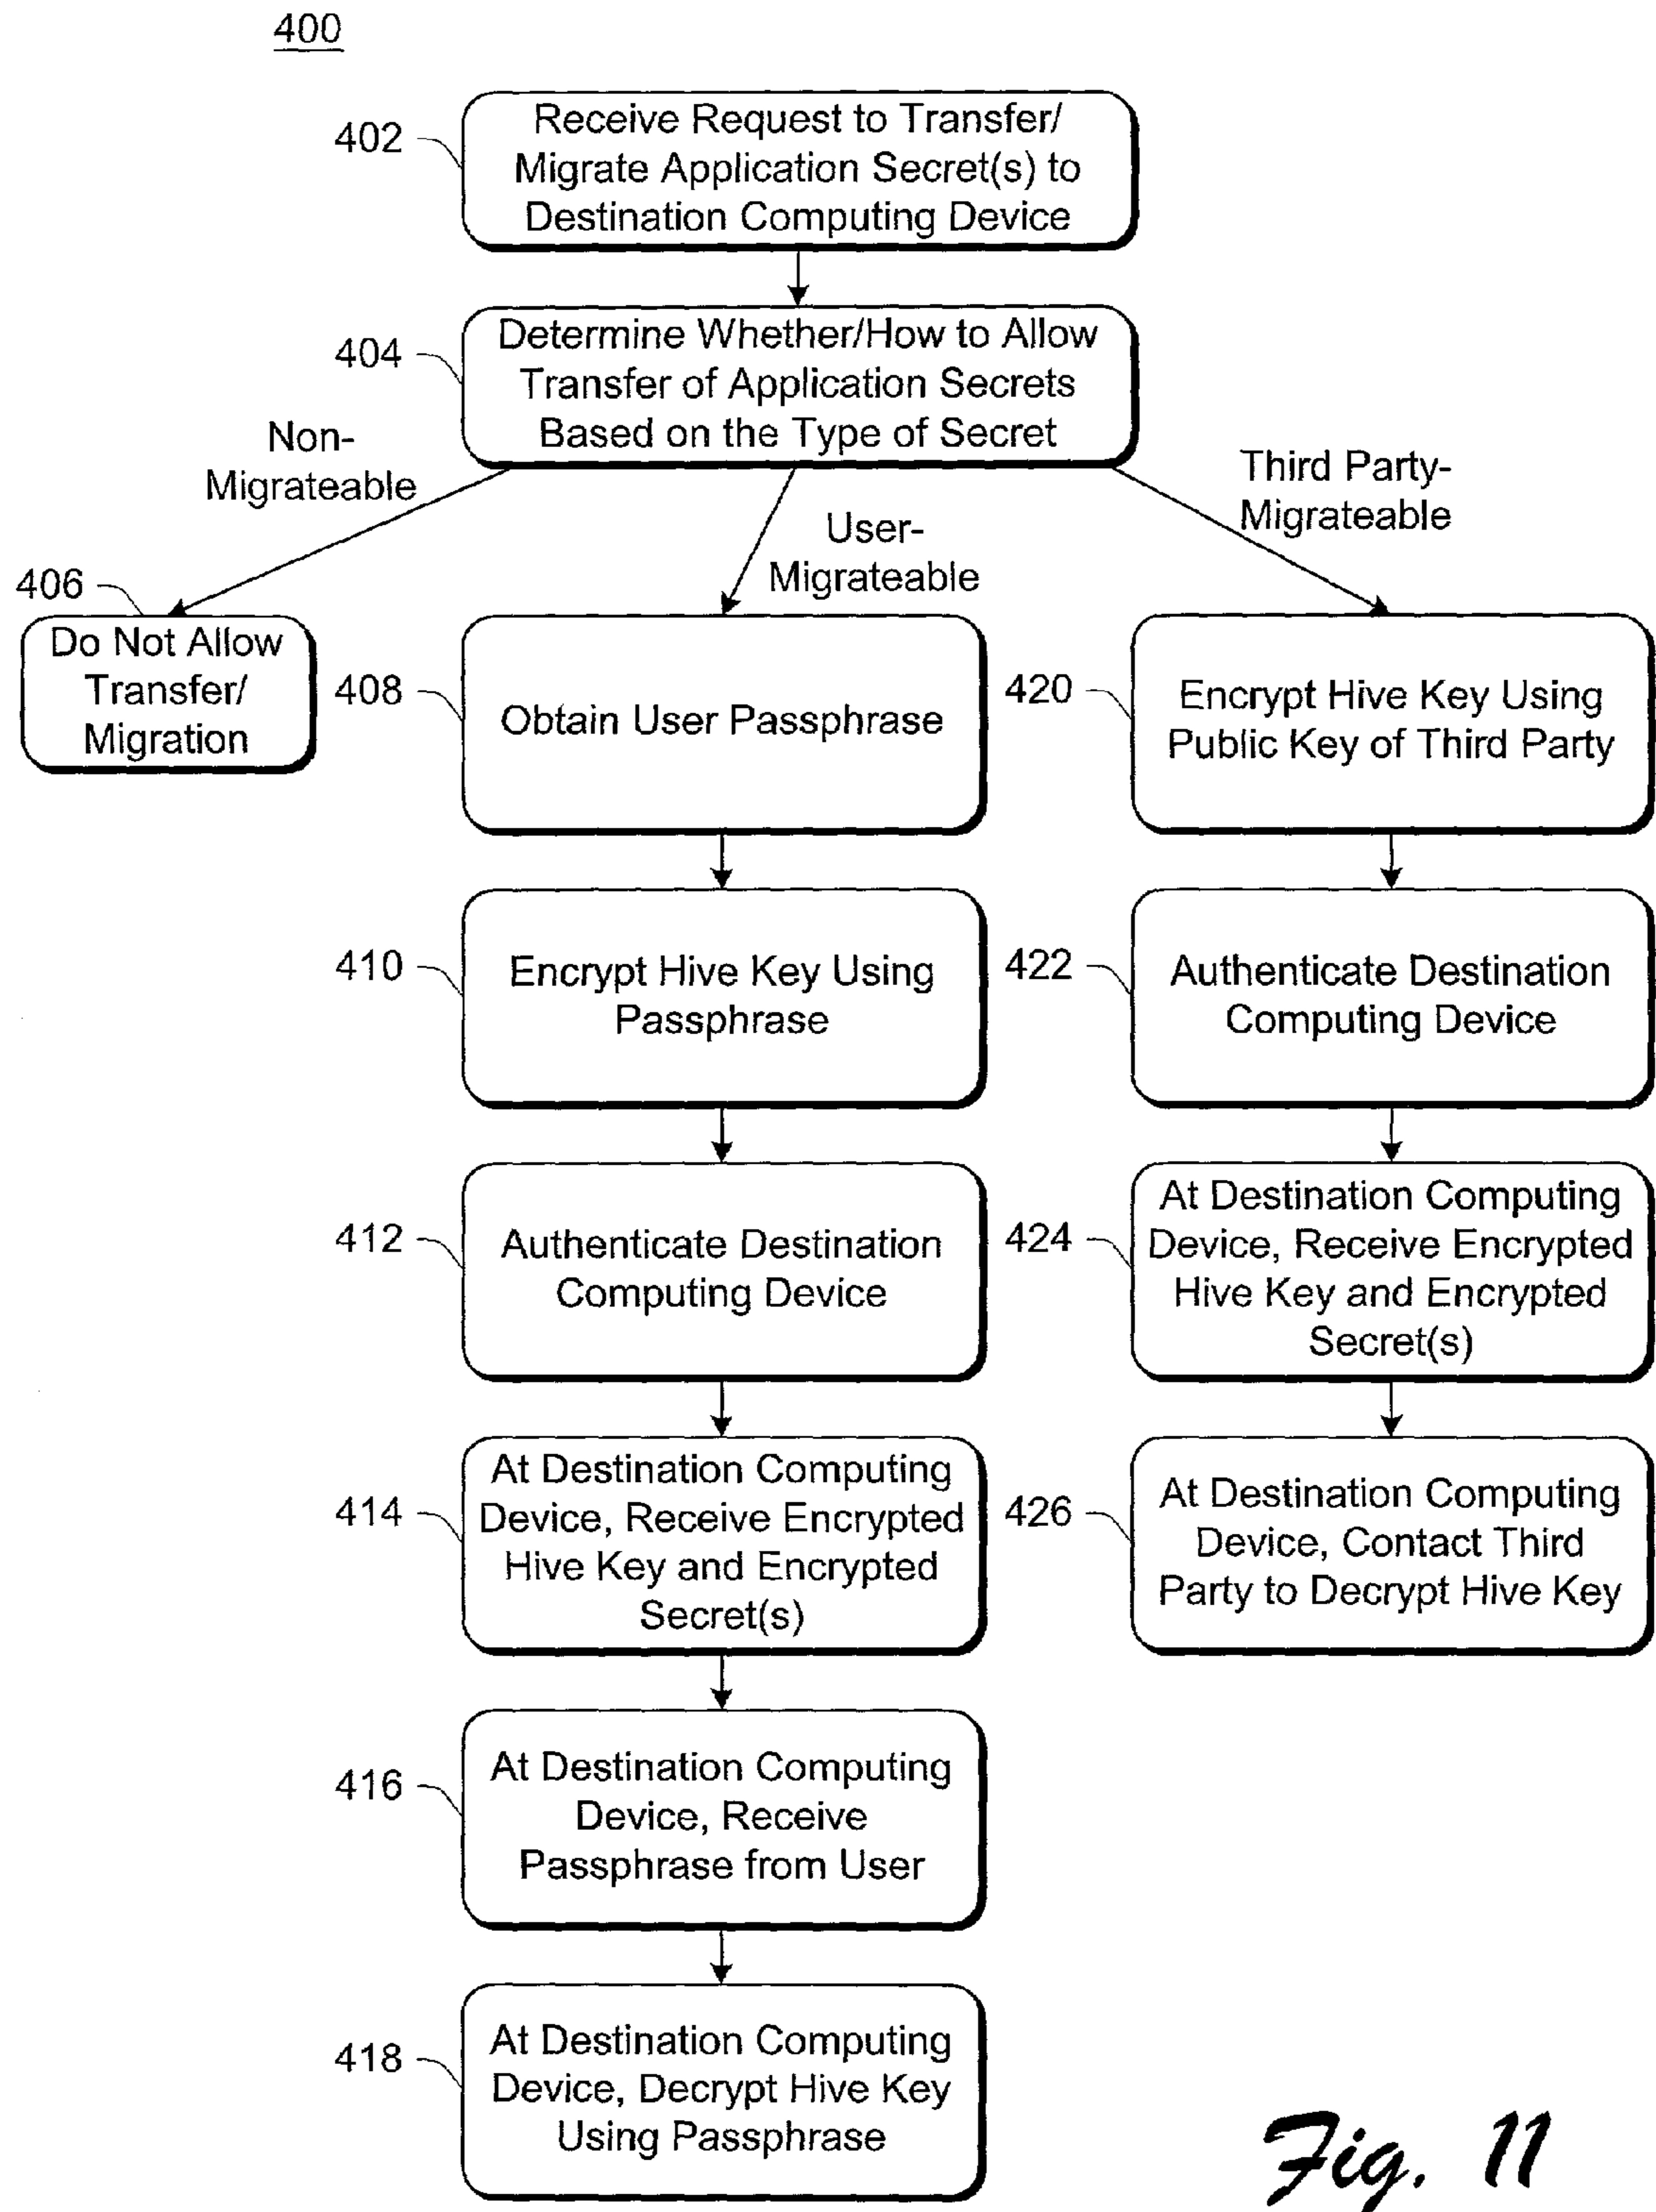 400
402
Receive Request to Transfer/
Migrate Application Secret(s) to
Destination Computing Device
404
Determine Whether/How to Allow
Transfer of Application Secrets
Based on the Type of Secret
Non-
Migrateable
User-
Migrateable
Third Party-
Migrateable
406
Do Not Allow
Transfer/
Migration
408
Obtain User Passphrase
410
Encrypt Hive Key Using
Passphrase
412
Authenticate Destination
Computing Device
414
At Destination Computing
Device, Receive Encrypted
Hive Key and Encrypted
Secret(s)
416
At Destination Computing
Device, Receive
Passphrase from User
418
At Destination Computing
Device, Decrypt Hive Key
Using Passphrase
420
Encrypt Hive Key Using
Public Key of Third Party
422
Authenticate Destination
Computing Device
424
At Destination Computing
Device, Receive Encrypted
Hive Key and Encrypted
Secret(s)
426
At Destination Computing
Device, Contact Third
Party to Decrypt Hive Key
Fig. 11